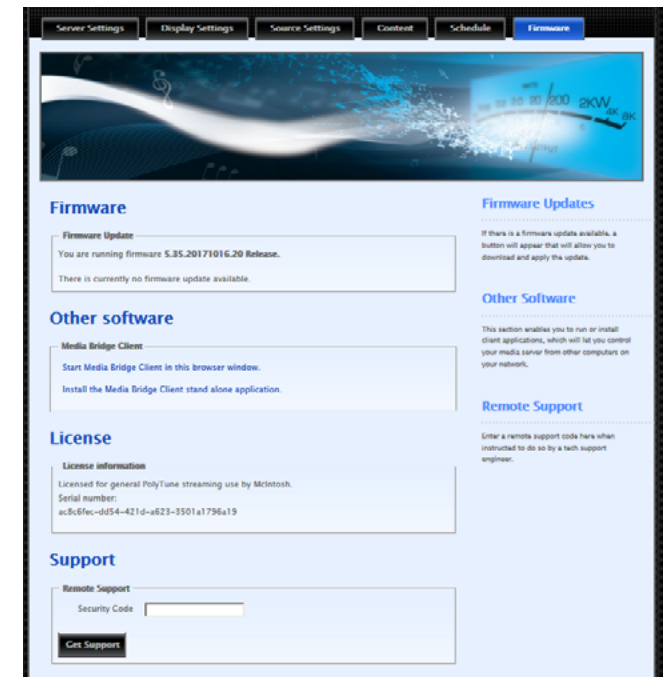 Server Settings
Display Settings
Source Settings
Content
Schedule
Firmware
200 2KW 4K 8K
Firmware
Firmware Update
You are running firmware 5.35.20171016.20 Release.
There is currently no firmware update available.
Other software
Media Bridge Client
Start Media Bridge Client in this browser window.
Install the Media Bridge Client stand alone application.
License
License information
Licensed for general PolyTune streaming use by McIntosh.
Serial number:
ac8c6fec-dd54-421d-a623-3501a1796a19
Support
Remote Support
Security Code
Get Support
Firmware Updates
If there is a firmware update available, a
button will appear that will allow you to
download and apply the update.
Other Software
This section enables you to run or install
client applications, which will let you control
your media server from other computers on
your network.
Remote Support
Enter a remote support code here when
instructed to do so by a tech support
engineer.